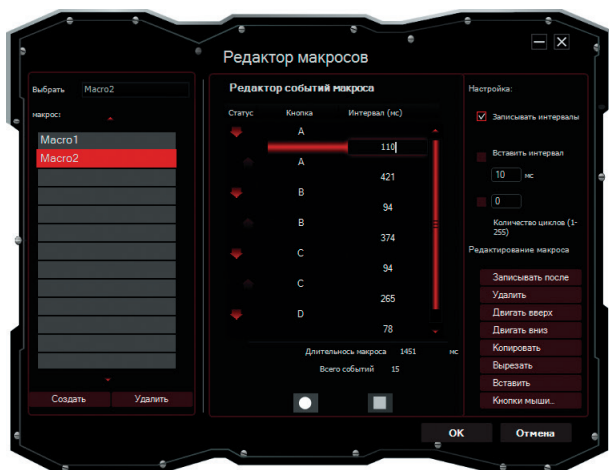 Редактор макросов
Выбрать Macro2
макрос:
Macro1
Macro2
Создать Удалить
Редактор событий макроса
Статус Кнопка Интервал (мс)
A
110
A
421
B
94
B
374
C
94
C
265
D
78
Длительнось макроса 1451 мс
Всего событий 15
Настройка:
Записывать интервалы
Вставить интервал
10 мс
0
Количество циклов (1-
255)
Редактирование макроса
Записывать после
Удалить
Двигать вверх
Двигать вниз
Копировать
Вырезать
Вставить
Кнопки мыши...
OK Отмена